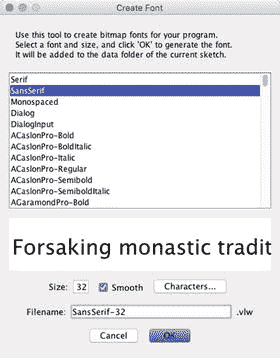 Create Font
Use this tool to create bitmap fonts for your program.
Select a font and size, and click 'OK' to generate the font.
It will be added to the data folder of the current sketch.
Serif
SansSerif
Monospaced
Dialog
DialogInput
ACaslonPro-Bold
ACaslonPro-BoldItalic
ACaslonPro-Italic
ACaslonPro-Regular
ACaslonPro-Semibold
ACaslonPro-SemiboldItalic
AGaramondPro-Bold
Forsaking monastic tradit
Size: 32 Smooth Characters...
Filename: SansSerif-32 .vlw
Cancel OK